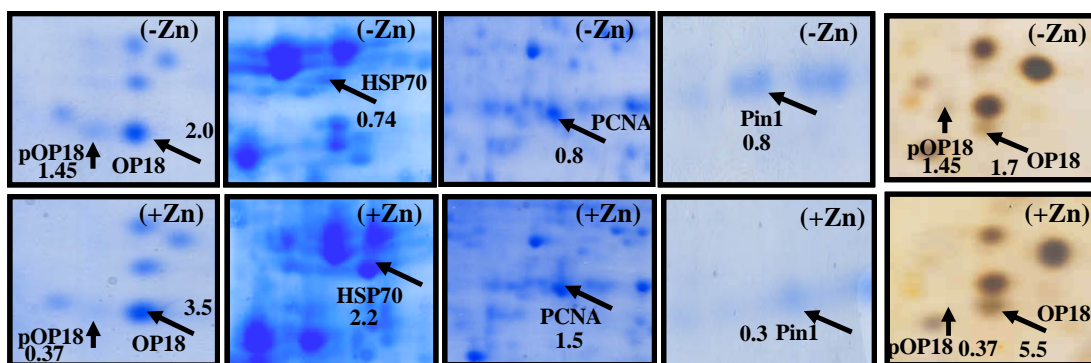 (-Zn)
2.0
pOP18
1.45
OP18
(-Zn)
HSP70
0.74
(-Zn)
PCNA
0.8
(-Zn)
Pin1
0.8
(-Zn)
pOP18
1.45
OP18
1.7
(+Zn)
3.5
pOP18
0.37
OP18
(+Zn)
HSP70
2.2
(+Zn)
PCNA
1.5
(+Zn)
0.3 Pin1
(+Zn)
OP18
pOP18 0.37 5.5